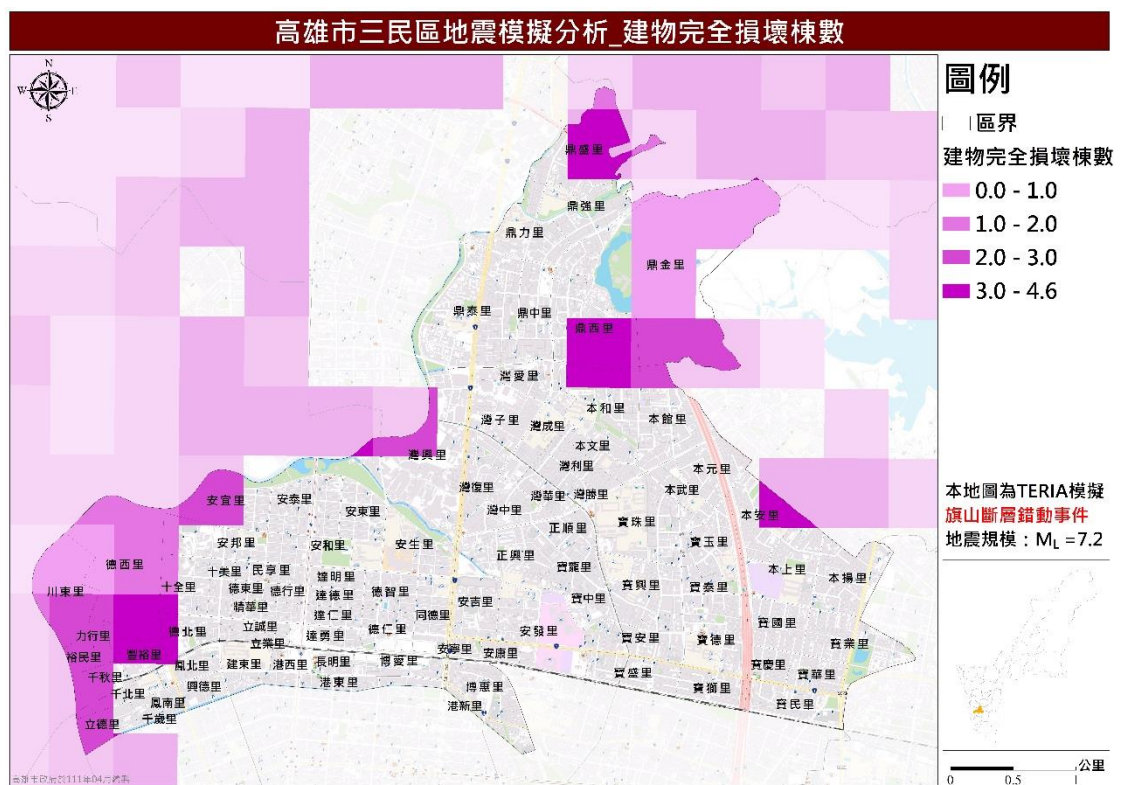 高雄市三民區地震模擬分析_建物完全損壞棟數
N
W
S
圖例
區界
建物完全損壞棟數
0.0 - 1.0
1.0 - 2.0
2.0 - 3.0
3.0 - 4.6
鼎盛里
鼎強里
鼎力里
鼎金里
鼎泰里
鼎中里
鼎西里
灣愛里
本和里
灣子里
灣成里
本館里
本文里
灣興里
灣利里
本元里
灣復里
本武里
安宜里
安泰里
灣華里
灣勝里
安東里
灣中里
本安里
寶珠里
正順里
安邦里
安和里
安生里
寶玉里
正興里
德西里
十美里
民享里
寶龍里
本上里
本揚里
達明里
十全里
德東里
德行里
達德里
德智里
寶興里
寶泰里
川東里
安吉里
寶中里
精華里
達仁里
同德里
寶國里
力行里
德北里
立誠里
達勇里
德仁里
安發里
寶安里
寶德里
立業里
寶業里
裕民里
豐裕里
安寧里
安康里
鳳北里
建東里
港西里
長明里
博愛里
寶慶里
千秋里
寶盛里
寶華里
港東里
興德里
博惠里
寶獅里
千北里
鳳南里
港新里
寶民里
立德里
千歲里
本地圖為TERIA模擬
旗山斷層錯動事件
地震規模：ML =7.2
公里
0 0.5 1
高雄市政府於111年04月繪製